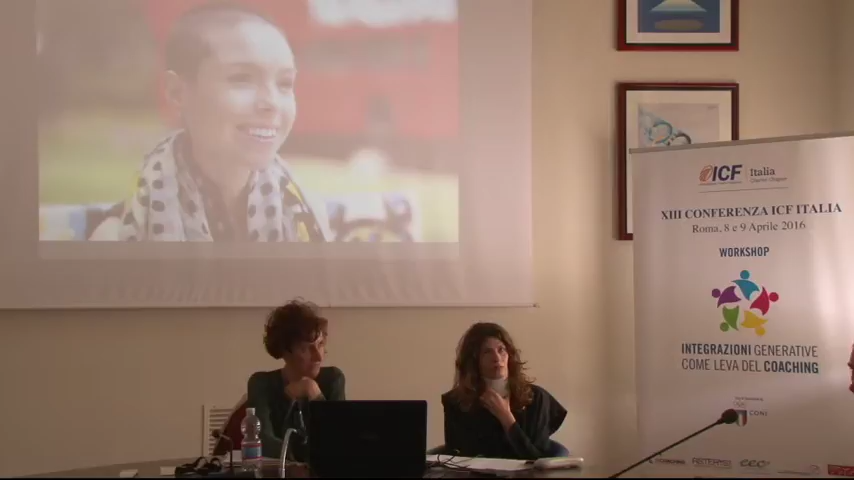 ICF Italia
XIII CONFERENZA ICF ITALIA
Roma, 8 e 9 Aprile 2016
WORKSHOP
INTEGRAZIONI GENERATIVE
COME LEVA DEL COACHING
CONI